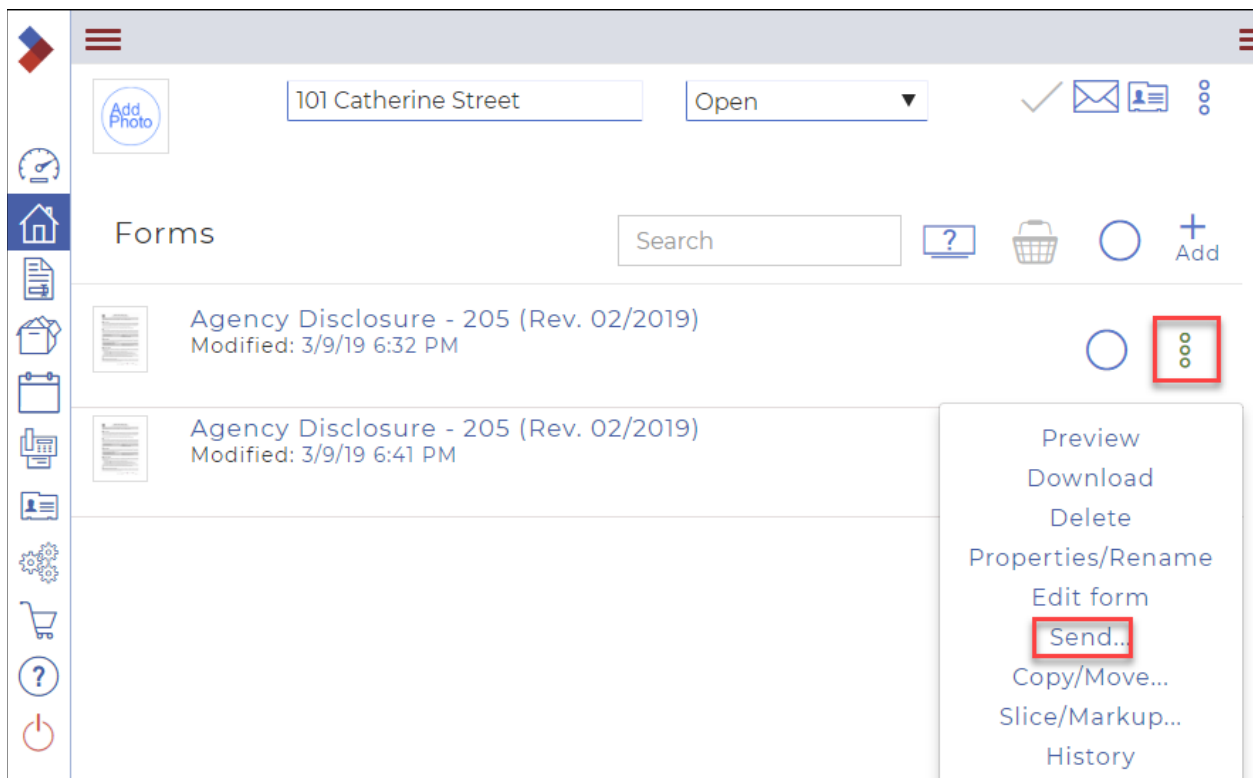 Add
Photo
101 Catherine Street
Open
Forms
Search
?
Add
Agency Disclosure - 205 (Rev. 02/2019)
Modified: 3/9/19 6:32 PM
Agency Disclosure - 205 (Rev. 02/2019)
Modified: 3/9/19 6:41 PM
Preview
Download
Delete
Properties/Rename
Edit form
Send...
Copy/Move...
Slice/Markup...
History
?